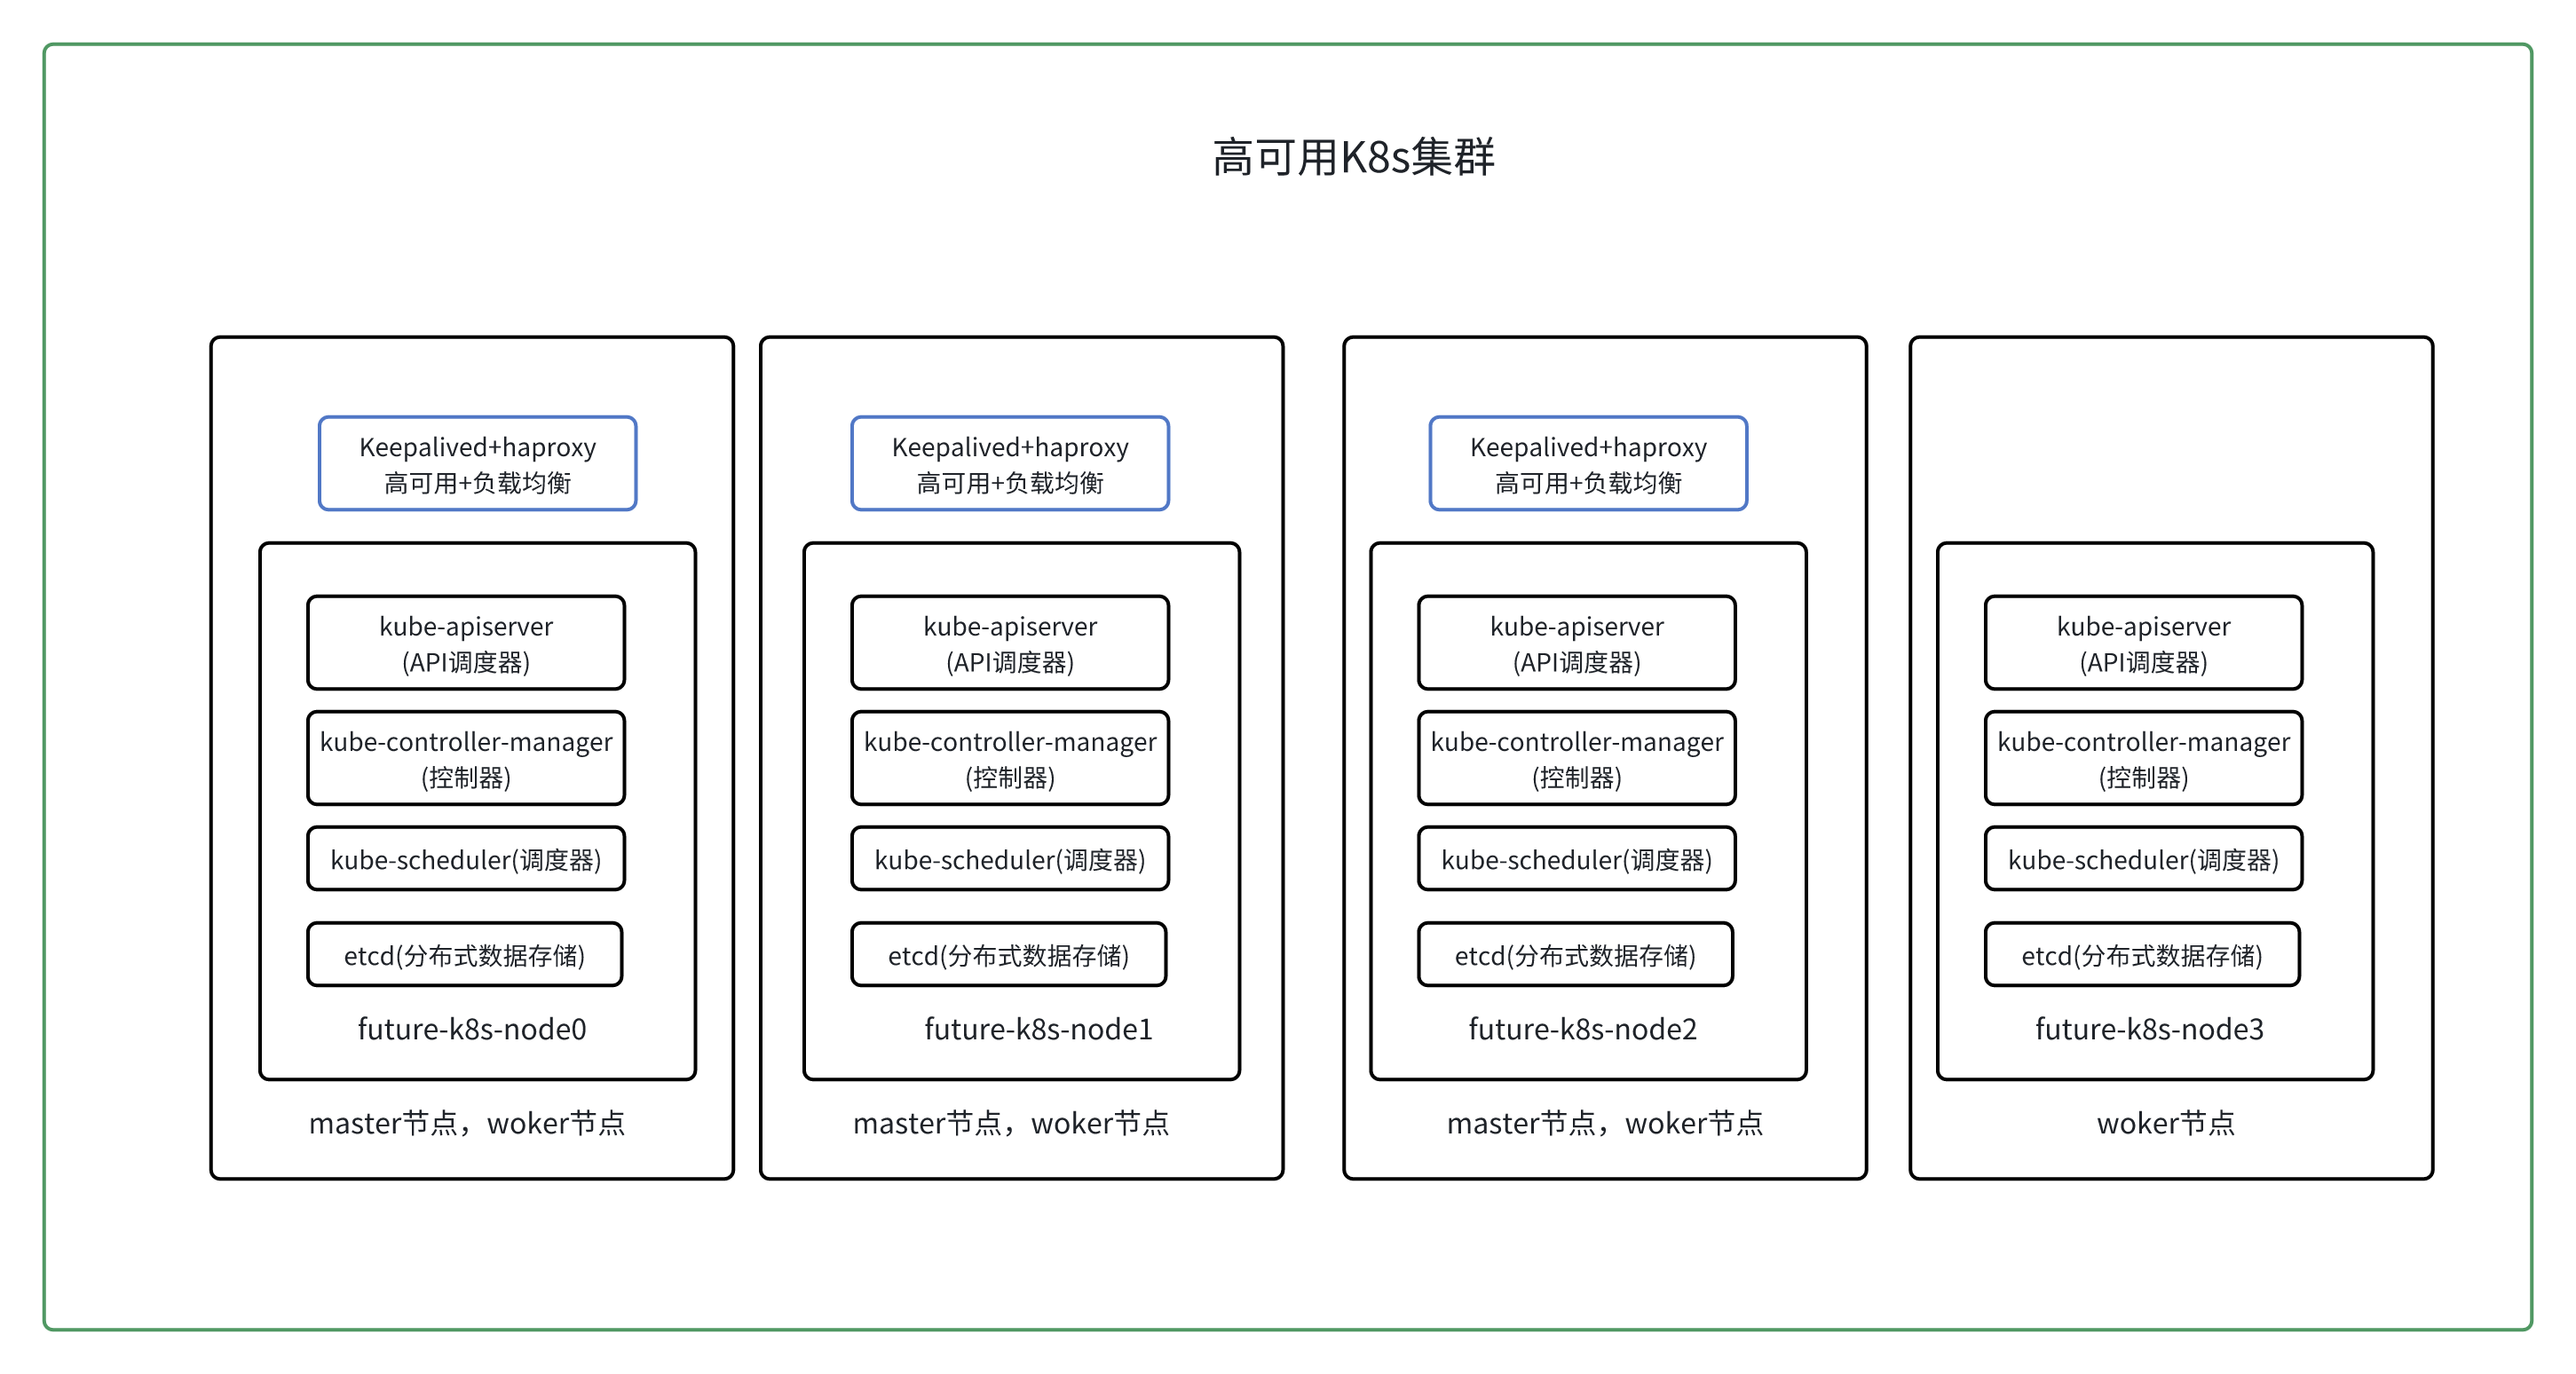 高可用K8s集群
Keepalived+haproxy
高可用+负载均衡
kube-apiserver
(API调度器)
kube-controller-manager
(控制器)
kube-scheduler(调度器)
etcd(分布式数据存储)
future-k8s-node0
master节点，woker节点
Keepalived+haproxy
高可用+负载均衡
kube-apiserver
(API调度器)
kube-controller-manager
(控制器)
kube-scheduler(调度器)
etcd(分布式数据存储)
future-k8s-node1
master节点，woker节点
Keepalived+haproxy
高可用+负载均衡
kube-apiserver
(API调度器)
kube-controller-manager
(控制器)
kube-scheduler(调度器)
etcd(分布式数据存储)
future-k8s-node2
master节点，woker节点
kube-apiserver
(API调度器)
kube-controller-manager
(控制器)
kube-scheduler(调度器)
etcd(分布式数据存储)
future-k8s-node3
woker节点